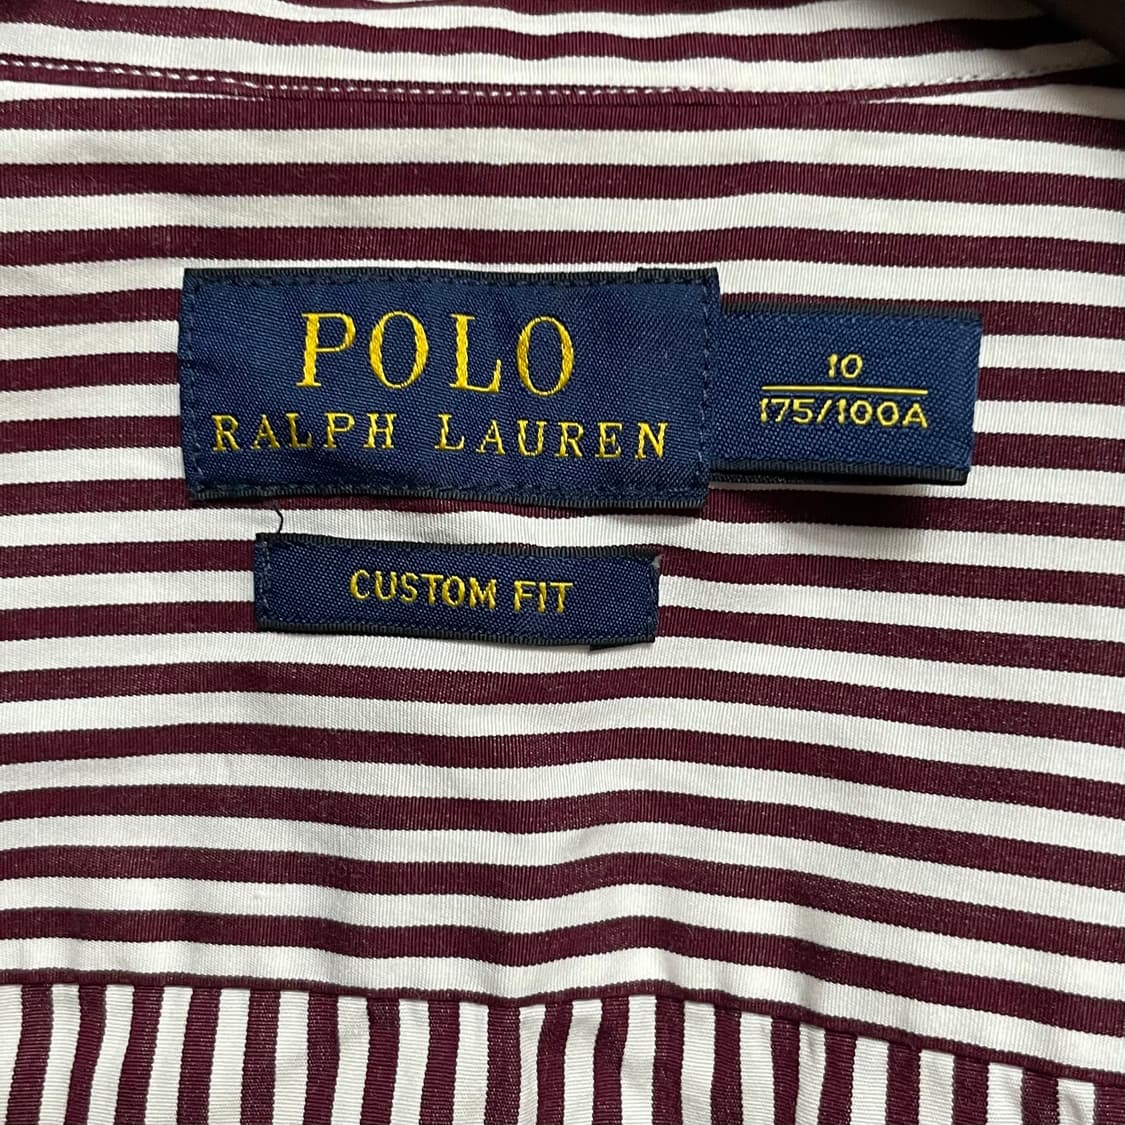 POLO
RALPH LAUREN
10
175/100A
CUSTOM FIT